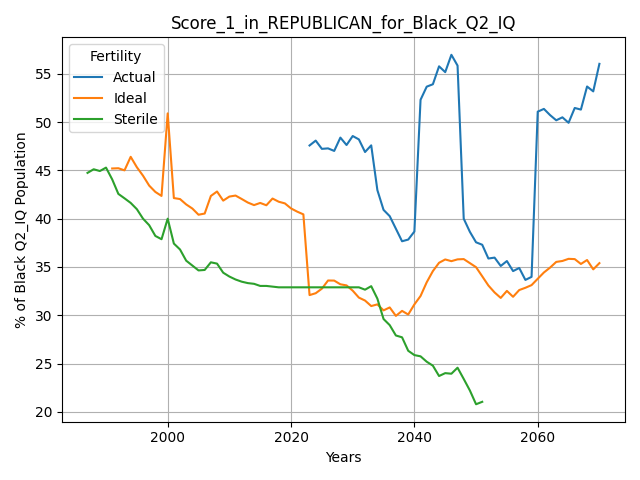 Score_1_in_REPUBLICAN_for_Black_Q2_IQ
Fertility
Actual
Ideal
Sterile
% of Black Q2_IQ Population
55
50
45
40
35
30
25
20
2000
2020
2040
2060
Years